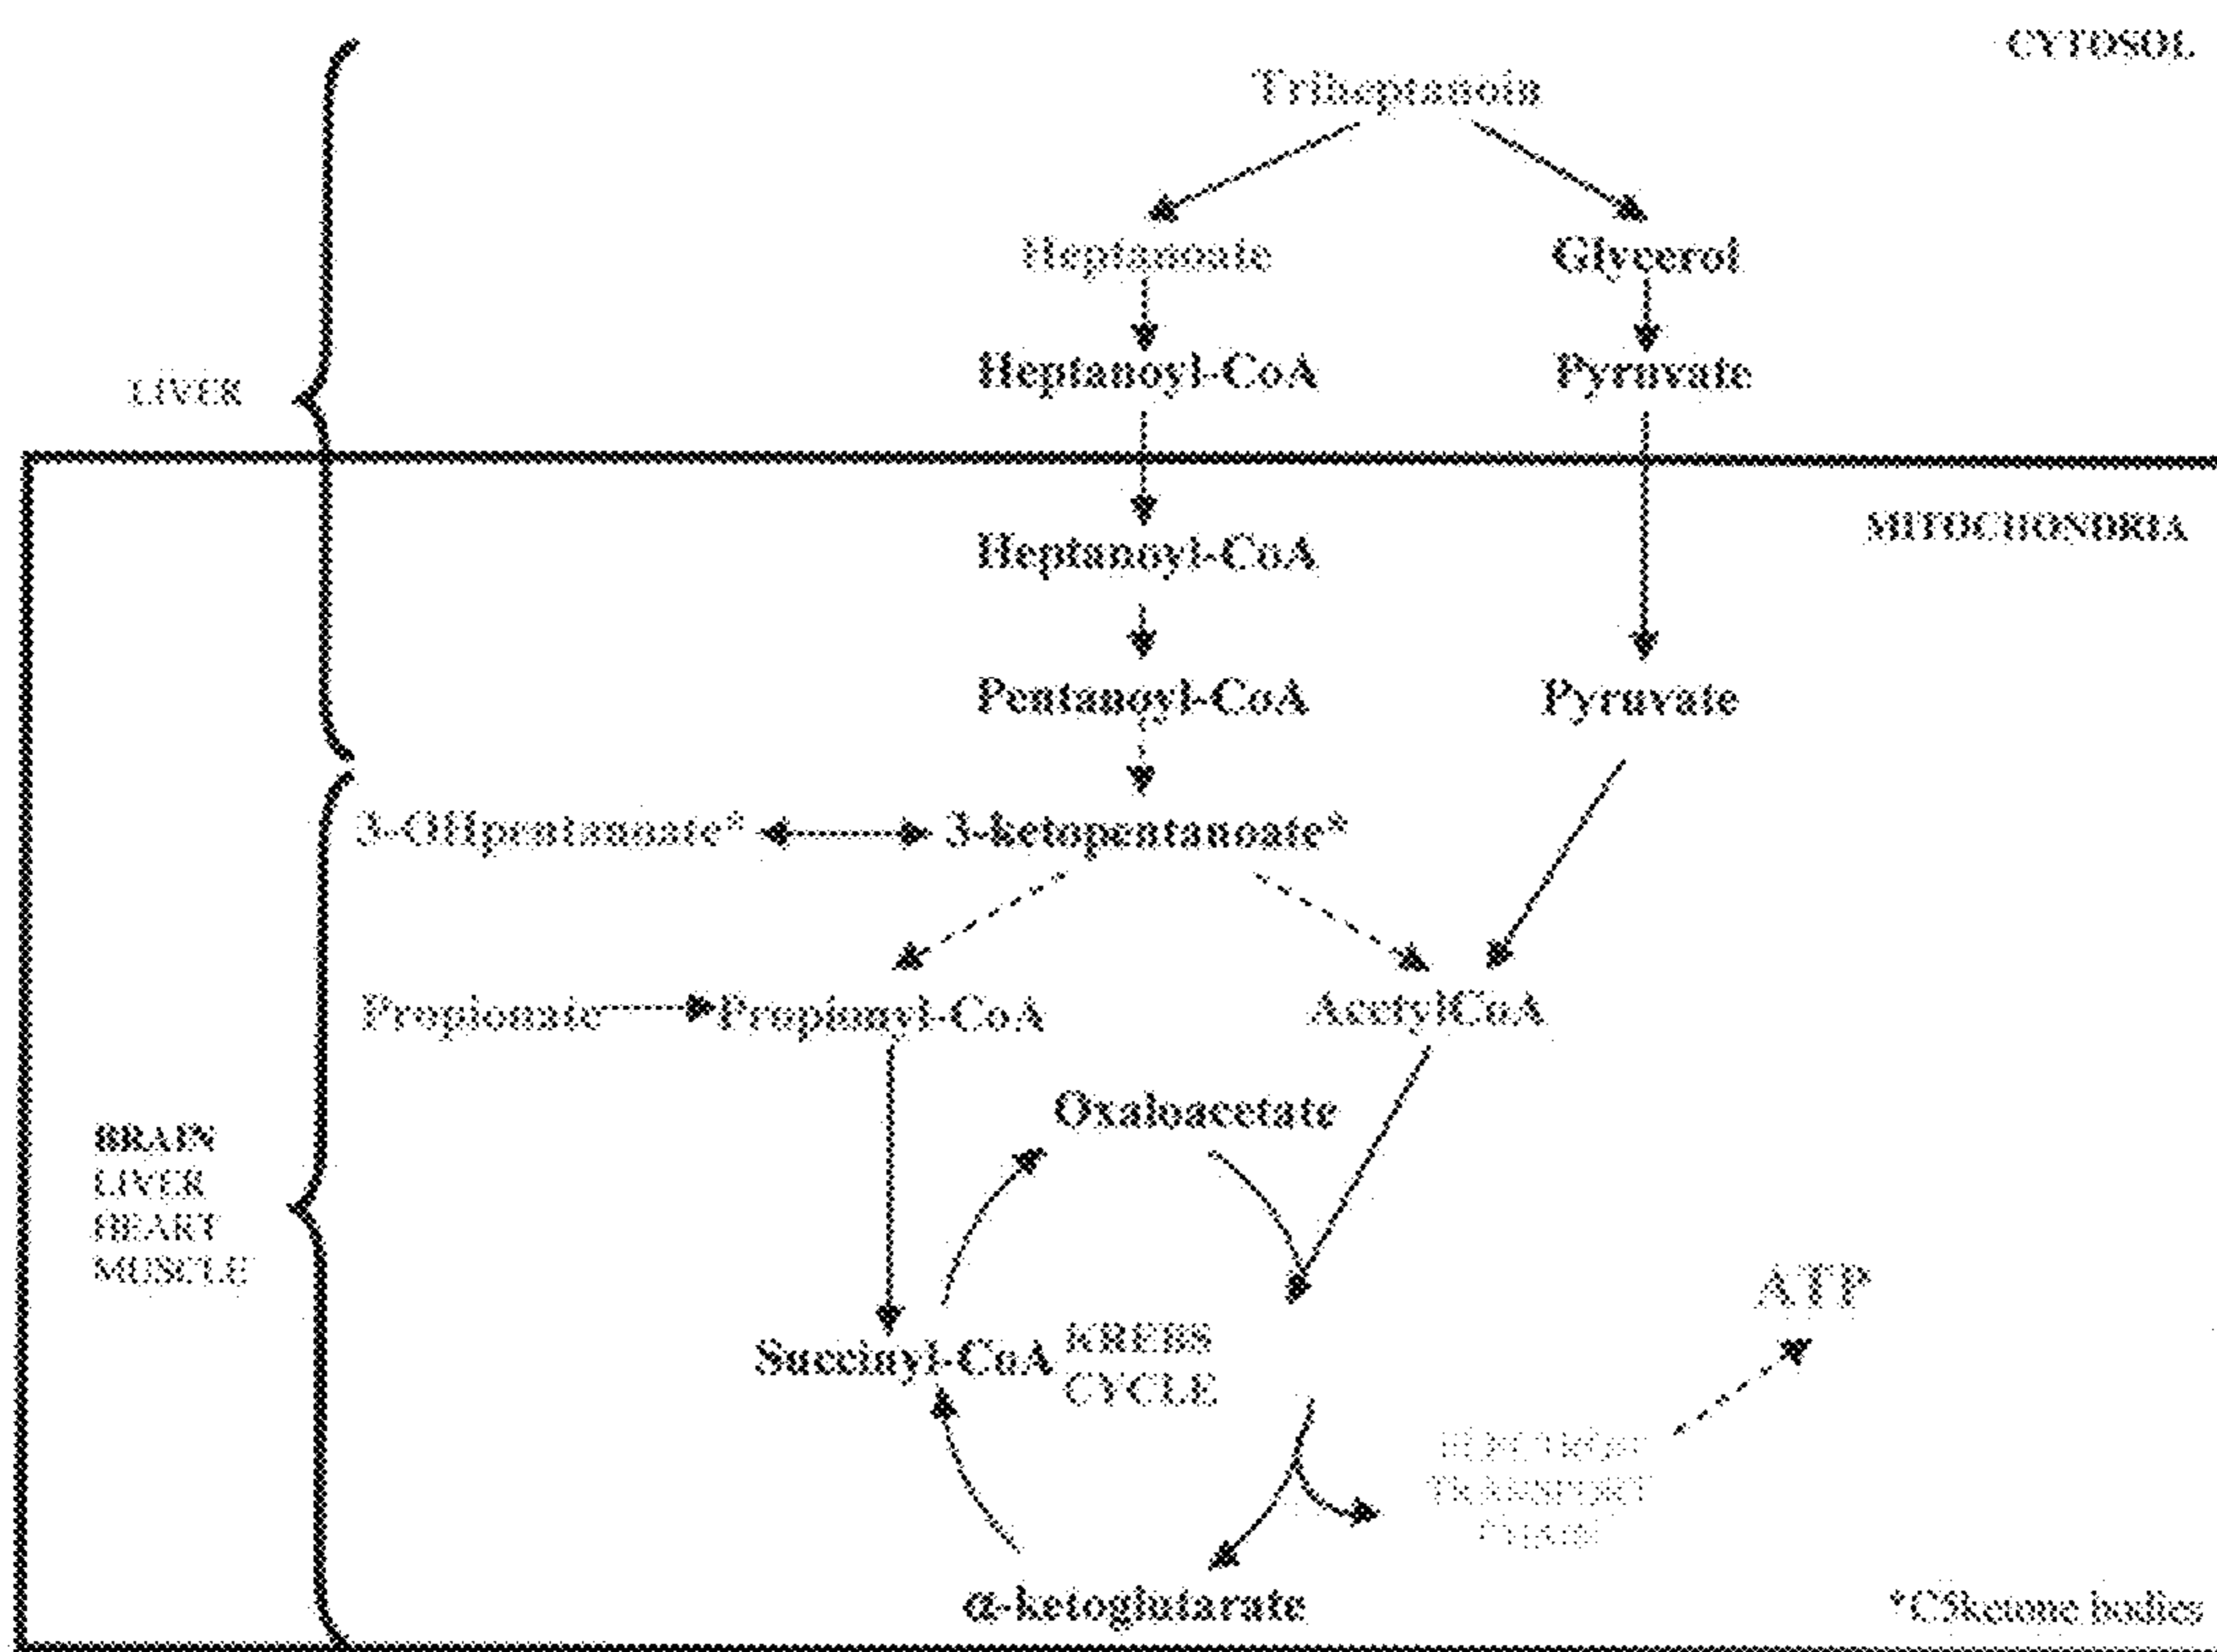 CYTOSOL
Triheptanoin
Heptanoate
Glycerol
LIVER
Heptanoyl-CoA
Pyruvate
MITOCHONDRIA
Heptanoyl-CoA
Pentanoyl-CoA
Pyruvate
3-OHpentanoate*
3-ketopentanoate*
Propionate
Propionyl-CoA
AcetylCoA
Oxaloacetate
BRAIN
LIVER
HEART
MUSCLE
ATP
Succinyl-CoA
KREBS
CYCLE
ELECTRON
TRANSPORT
CHAIN
α-ketoglutarate
*C5ketone bodies